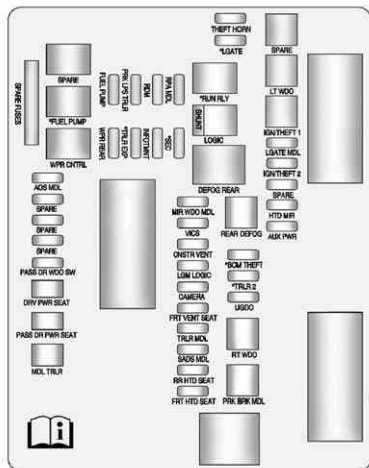 THEFT HORN
*LGATE
SPARE
SPARE FUSES
SPARE
FUEL PUMP
PRK LPS TRLR
RDM
RPA MDL
*RUN RLY
LT WDO
*FUEL PUMP
SHUNT
LOGIC
IGN/THEFT 1
WPR REAR
*TRLR EXP
INFOTMNT
*SEC
LGATE MDL
WPR CNTRL
IGN/THEFT 2
AOS MDL
DEFOG REAR
SPARE
SPARE
MIR WDO MDL
HTD MIR
SPARE
VICS
REAR DEFOG
AUX PWR
SPARE
CNSTR VENT
PASS DR WDO SW
LGM LOGIC
*BCM THEFT
DRV PWR SEAT
CAMERA
*TRLR 2
FRT VENT SEAT
UGDO
PASS DR PWR SEAT
TRLR MDL
SADS MDL
RT WDO
MDL TRLR
RR HTD SEAT
FRT HTD SEAT
PRK BRK MDL
i